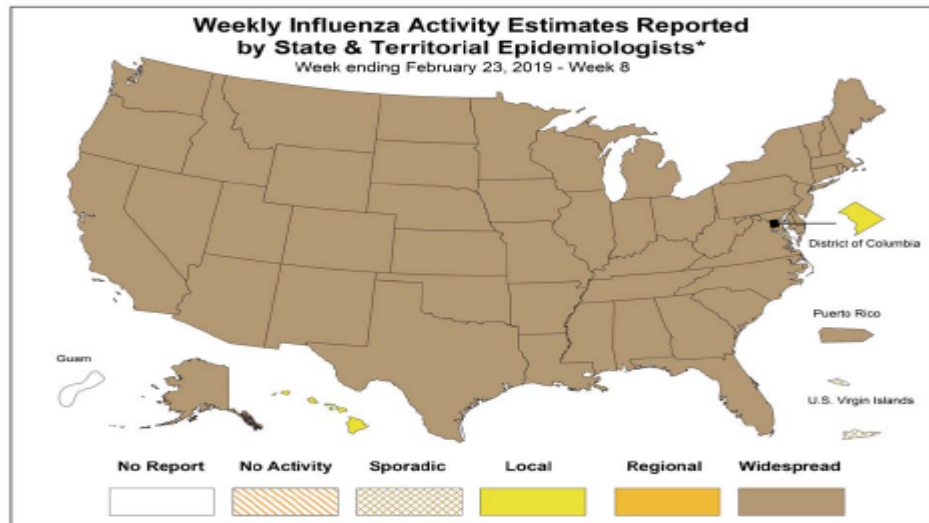 Weekly Influenza Activity Estimates Reported
by State & Territorial Epidemiologists*
Week ending February 23, 2019 - Week 8
District of Columbia
Puerto Rico
Guam
U.S. Virgin Islands
No Report No Activity Sporadic Local Regional Widespread